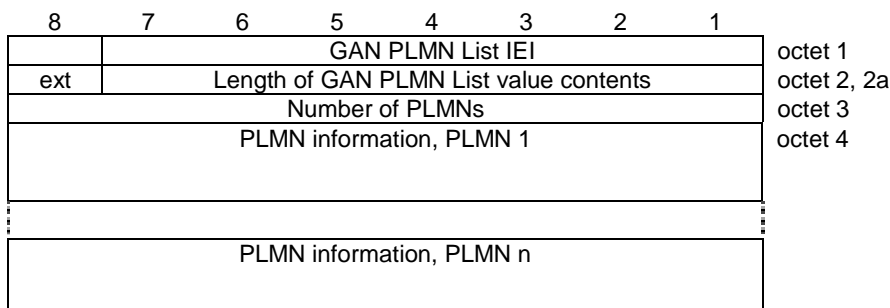 8 7 6 5 4 3 2 1
GAN PLMN List IEI octet 1
ext Length of GAN PLMN List value contents octet 2, 2a
Number of PLMNs octet 3
PLMN information, PLMN 1 octet 4
PLMN information, PLMN n